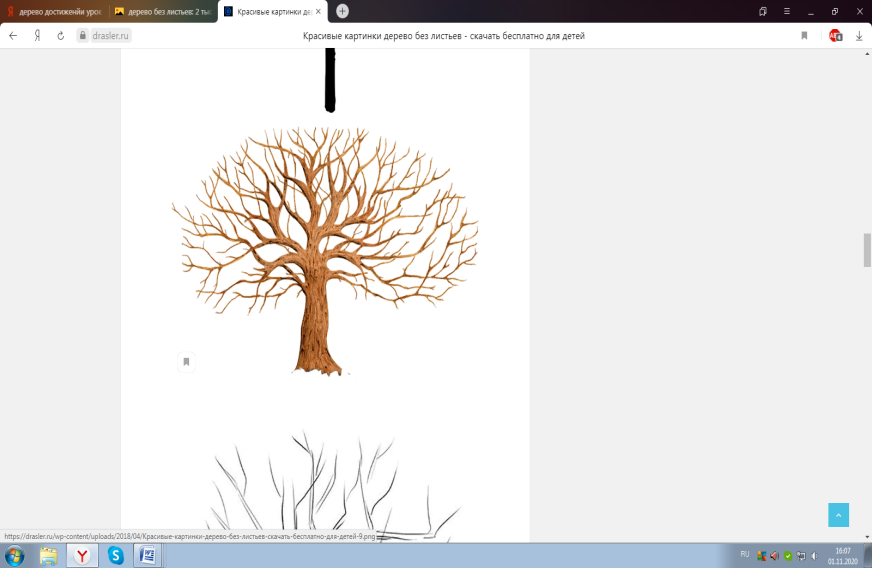 дерево достижений урок
дерево без листьев: 2 ты
Красивые картинки де
drasler.ru
Красивые картинки дерево без листьев - скачать бесплатно для детей
https://drasler.ru/wp-content/uploads/2018/04/Красивые-картинки-дерево-без-листьев-скачать-бесплатно-для-детей-9.png
RU
16:07
01.11.2020